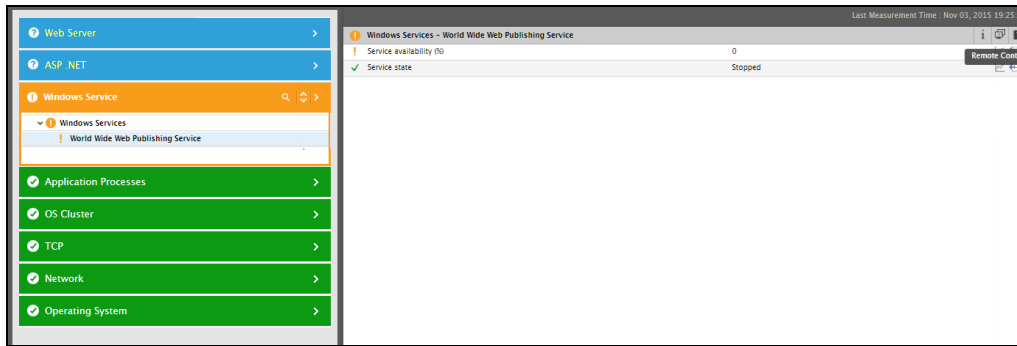 Last Measurement Time : Nov 03, 2015 19:25:
Web Server
ASP .NET
Windows Service
Windows Services
World Wide Web Publishing Service
Application Processes
OS Cluster
TCP
Network
Operating System
Windows Services - World Wide Web Publishing Service
Service availability (%) 0
Remote Cont
Service state Stopped